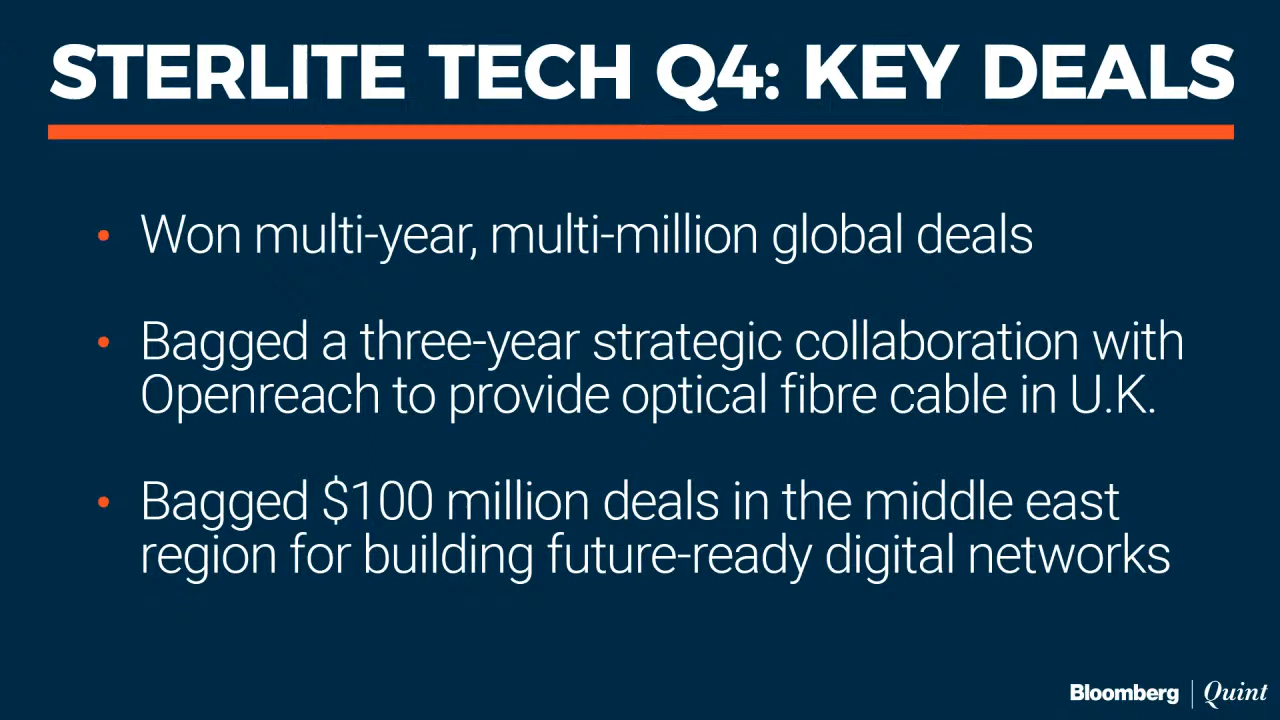 STERLITE TECH Q4: KEY DEALS
• Won multi-year, multi-million global deals
• Bagged a three-year strategic collaboration with
Openreach to provide optical fibre cable in U.K.
• Bagged $100 million deals in the middle east
region for building future-ready digital networks
Bloomberg | Quint